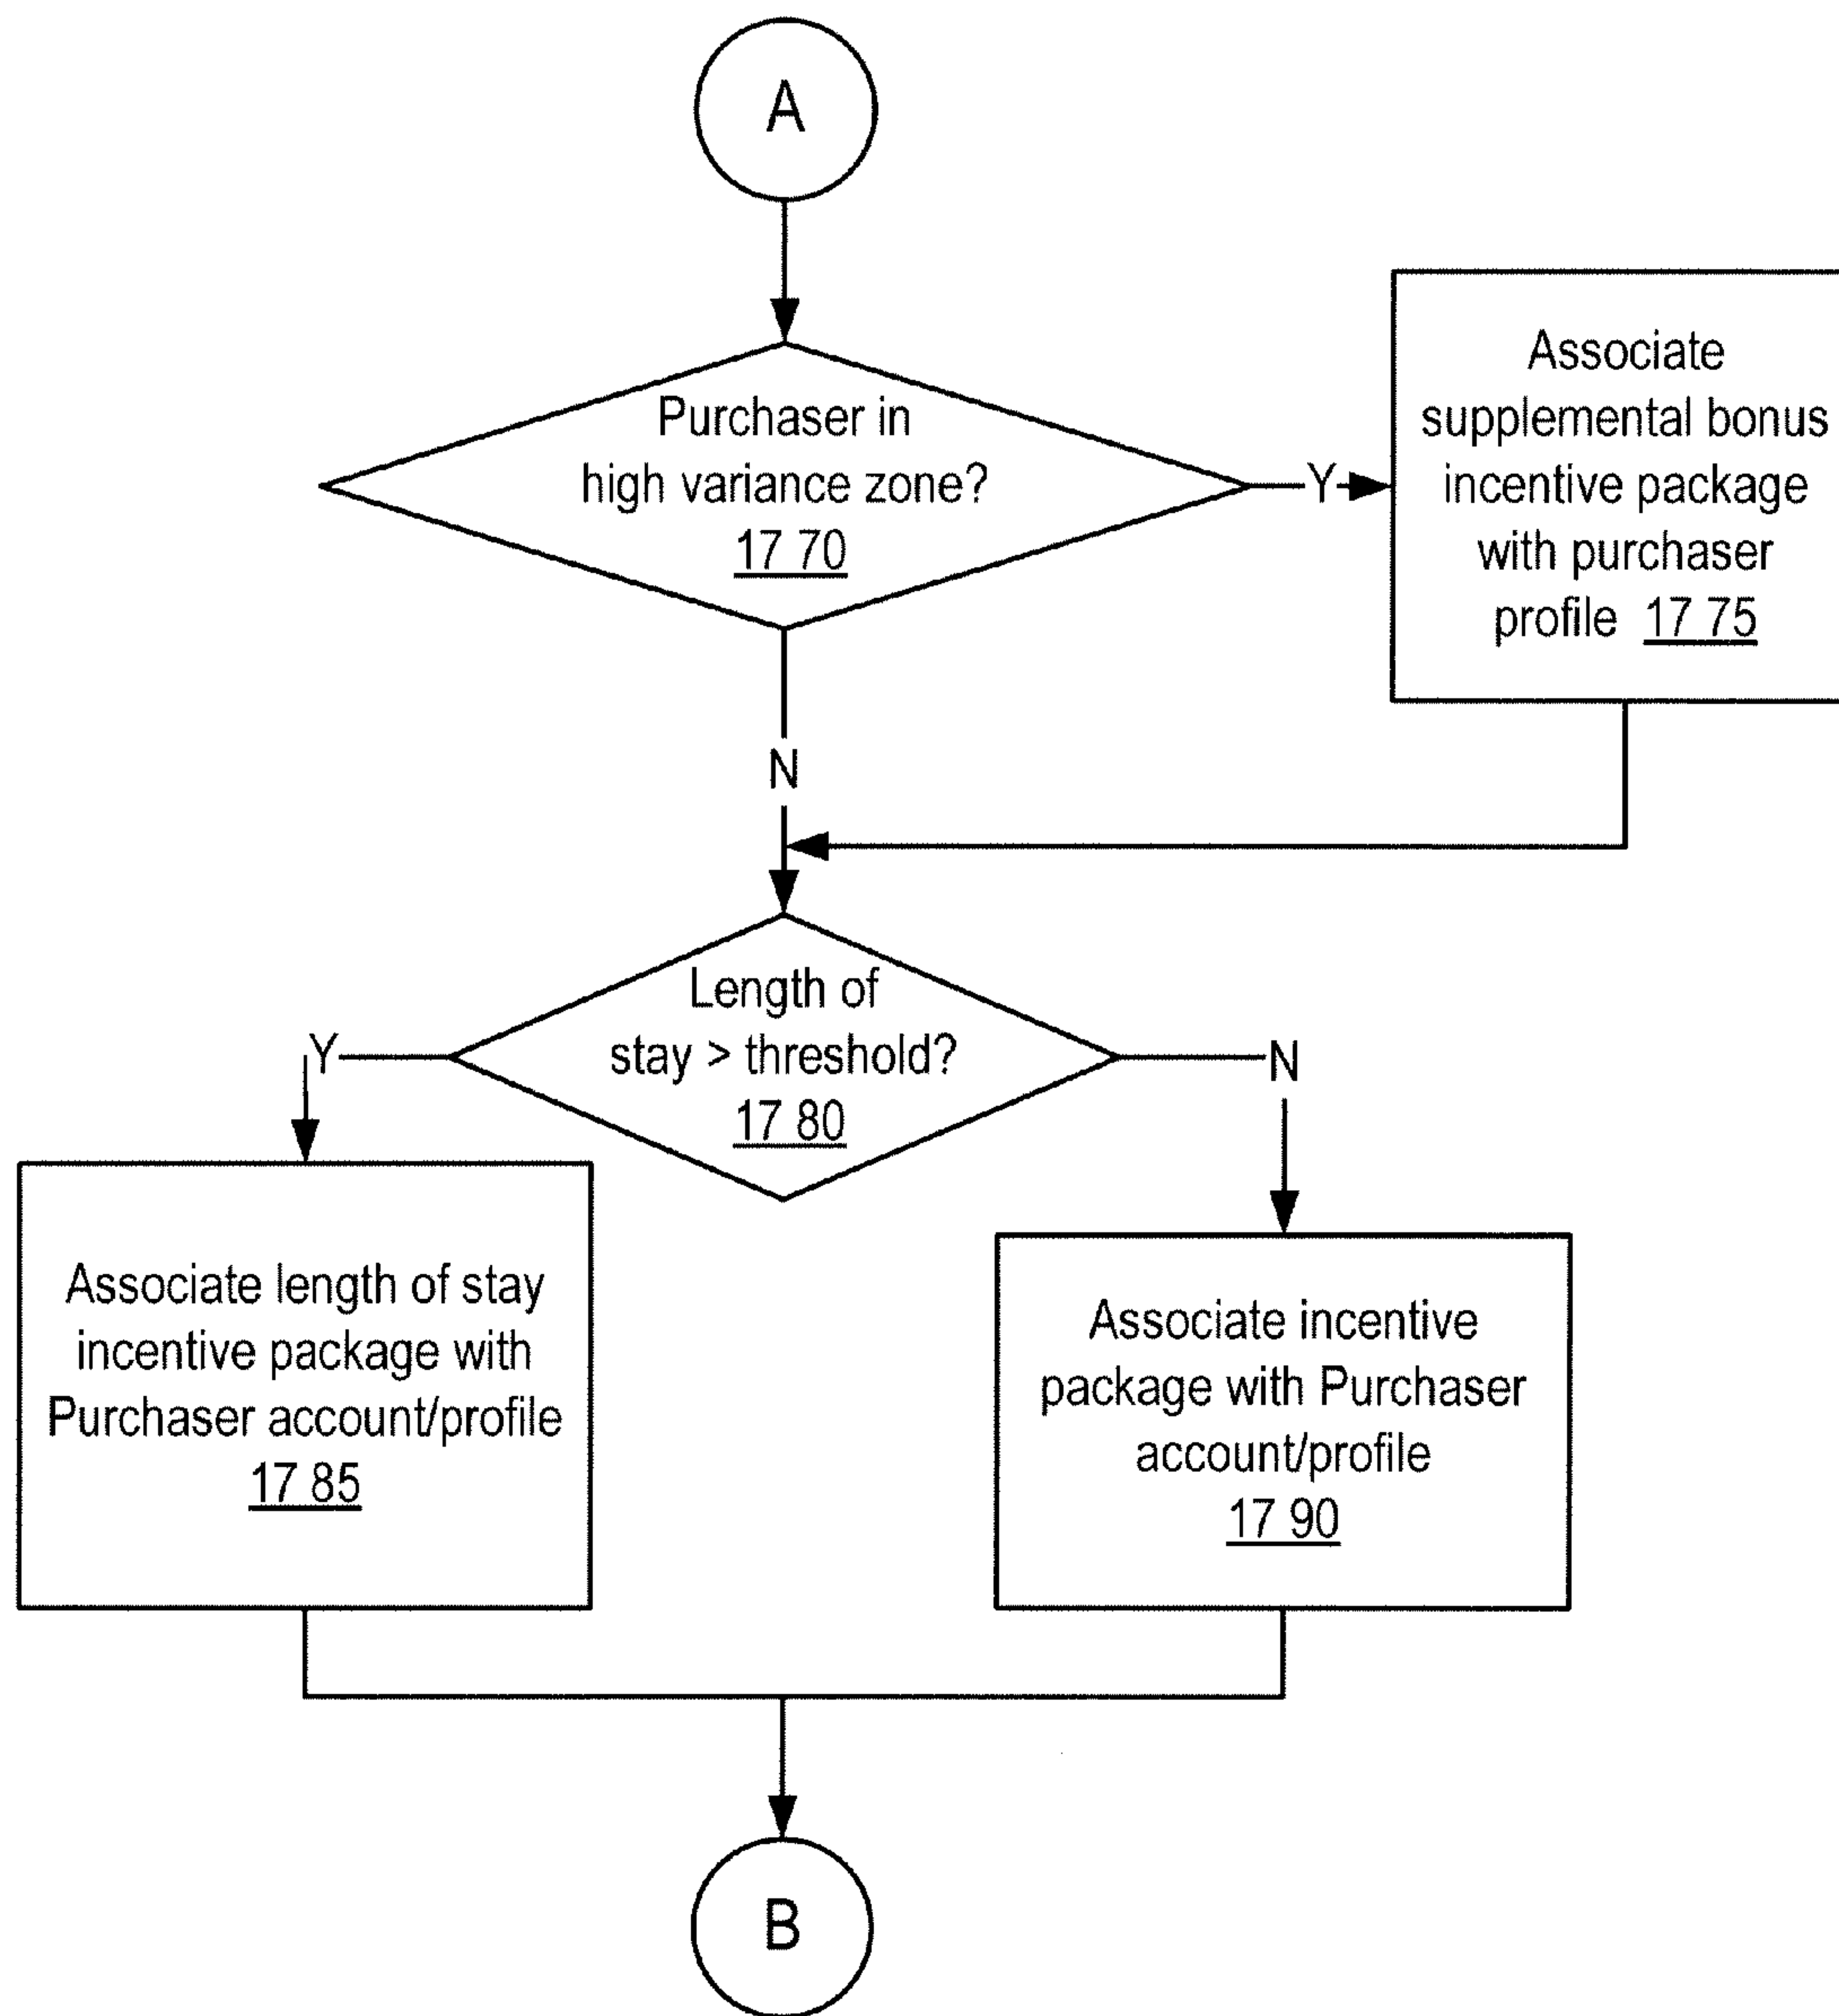 A
Purchaser in
high variance zone?
17 70
Y
Associate
supplemental bonus
incentive package
with purchaser
profile 17 75
N
Length of
stay > threshold?
17 80
Y
N
Associate length of stay
incentive package with
Purchaser account/profile
17 85
Associate incentive
package with Purchaser
account/profile
17 90
B